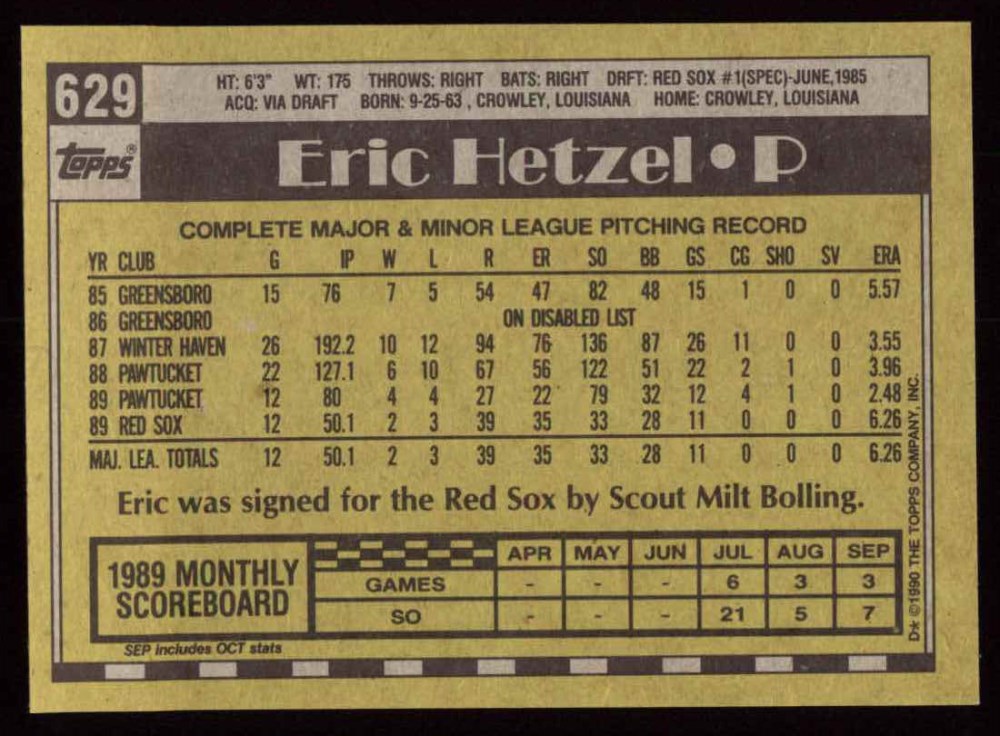 629
HT: 6'3" WT: 175 THROWS: RIGHT BATS: RIGHT DRFT: RED SOX #1(SPEC)-JUNE,1985
ACQ: VIA DRAFT BORN: 9-25-63 , CROWLEY, LOUISIANA HOME: CROWLEY, LOUISIANA
topps®
Eric Hetzel • P
COMPLETE MAJOR & MINOR LEAGUE PITCHING RECORD
YR CLUB G IP W L R ER SO BB GS CG SHO SV ERA
85 GREENSBORO 15 76 7 5 54 47 82 48 15 1 0 0 5.57
86 GREENSBORO ON DISABLED LIST
87 WINTER HAVEN 26 192.2 10 12 94 76 136 87 26 11 0 0 3.55
88 PAWTUCKET 22 127.1 6 10 67 56 122 51 22 2 1 0 3.96
89 PAWTUCKET 12 80 4 4 27 22 79 32 12 4 1 0 2.48
89 RED SOX 12 50.1 2 3 39 35 33 28 11 0 0 0 6.26
MAJ. LEA. TOTALS 12 50.1 2 3 39 35 33 28 11 0 0 0 6.26
Eric was signed for the Red Sox by Scout Milt Bolling.
1989 MONTHLY
SCOREBOARD
APR MAY JUN JUL AUG SEP
GAMES - - - 6 3 3
SO - - - 21 5 7
SEP includes OCT stats
D* ©1990 THE TOPPS COMPANY, INC.